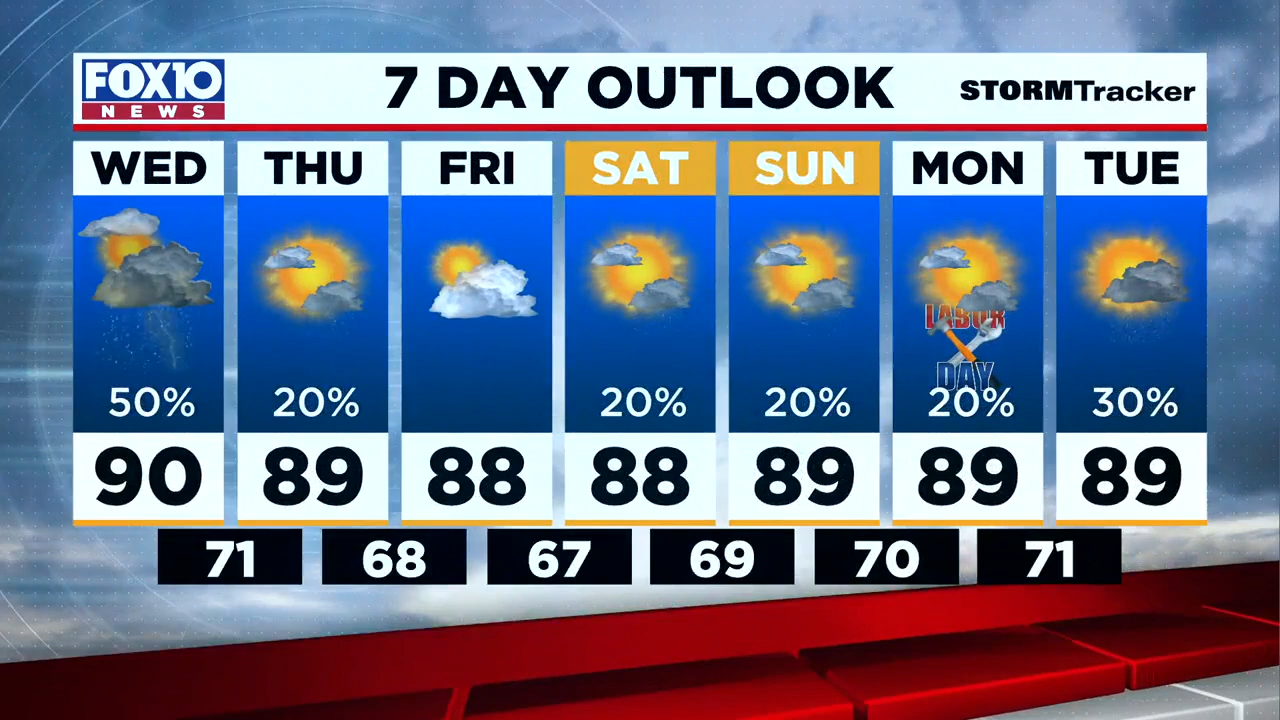 FOX10
NEWS
7 DAY OUTLOOK
STORMTracker
WED THU FRI SAT SUN MON TUE
LABOR
DAY
50% 20% 20% 20% 20% 30%
90 89 88 88 89 89 89
71 68 67 69 70 71